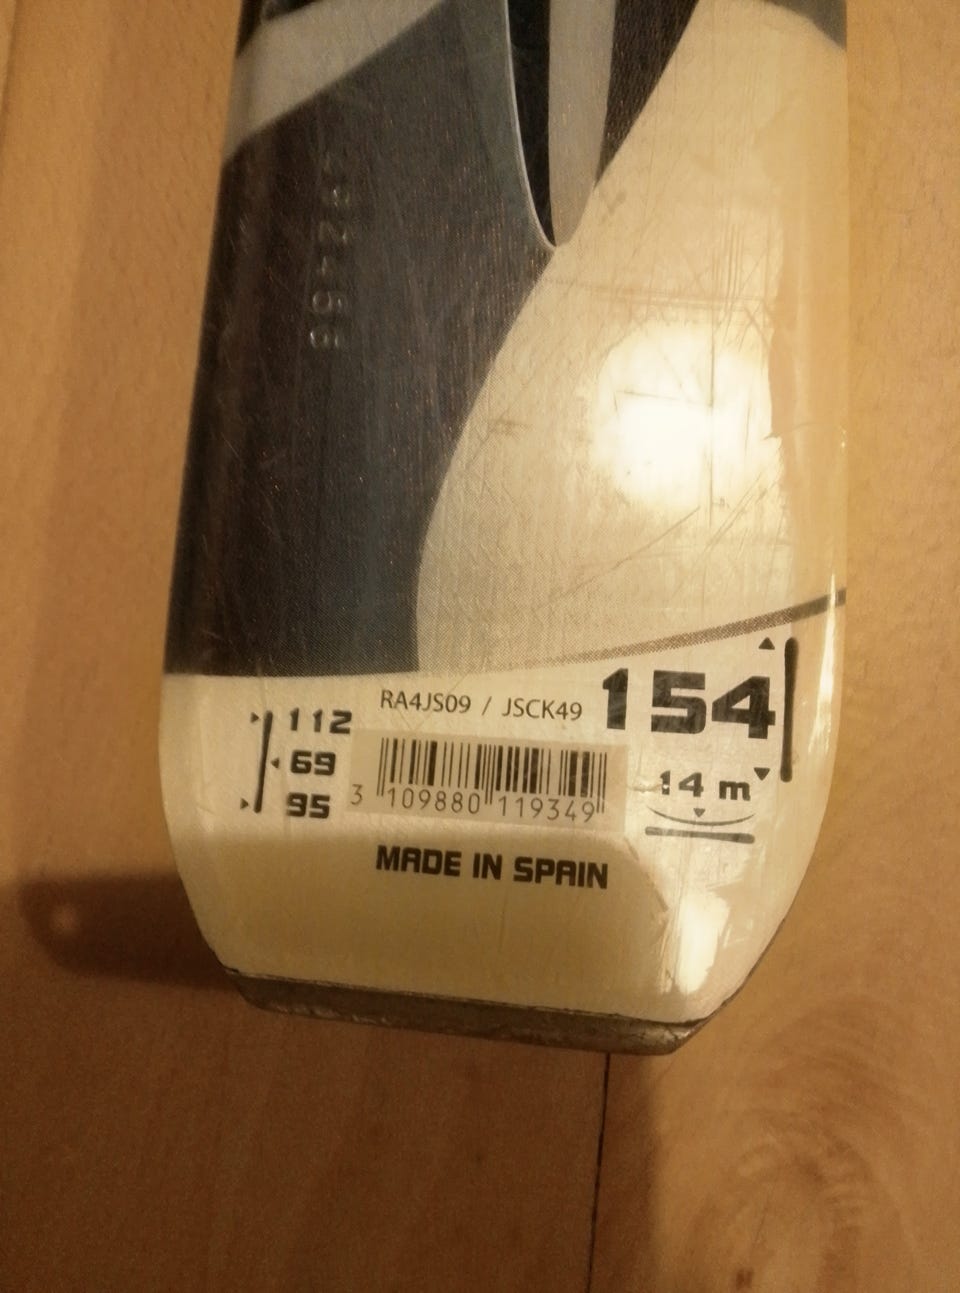 RA4JS09 / JSCK49
154
112
69
95
3 109880 119349
14 m
MADE IN SPAIN